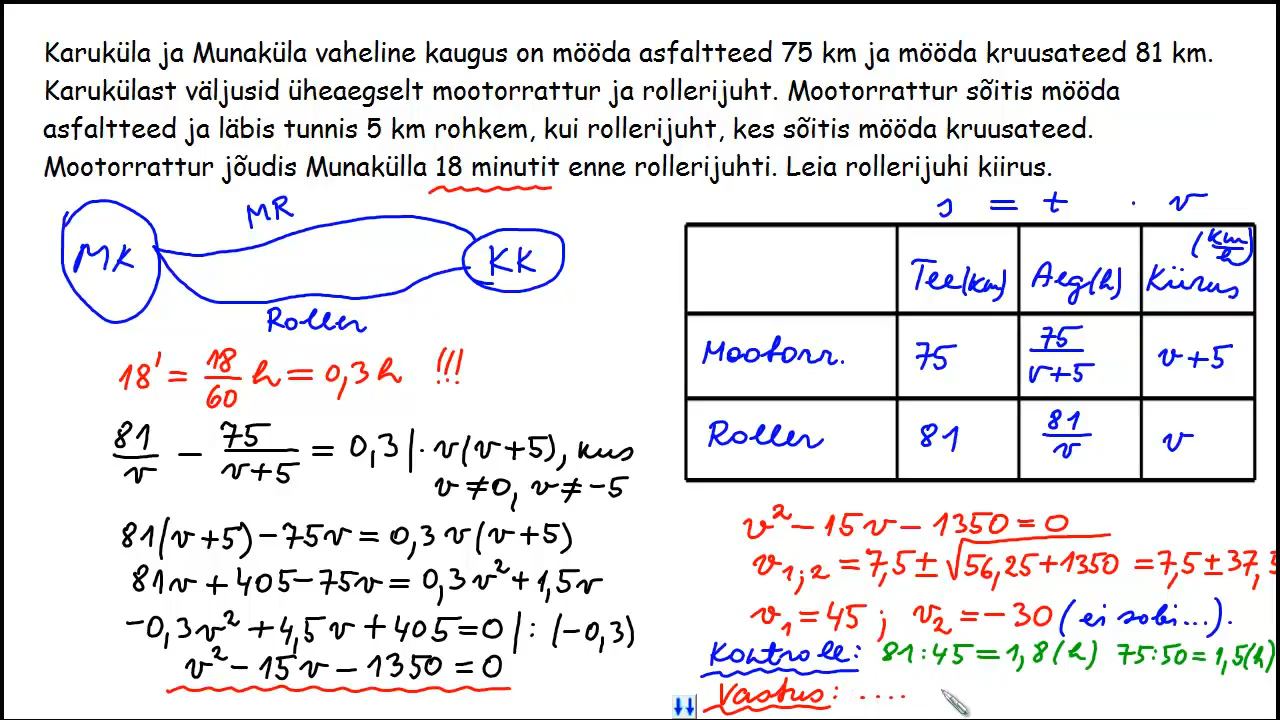 Karuküla ja Munaküla vaheline kaugus on mööda asfaltteed 75 km ja mööda kruusateed 81 km.
Karukülast väljusid üheaegselt mootorrattur ja rollerijuht. Mootorrattur sõitis mööda
asfaltteed ja läbis tunnis 5 km rohkem, kui rollerijuht, kes sõitis mööda kruusateed.
Mootorrattur jõudis Munakülla 18 minutit enne rollerijuhti. Leia rollerijuhi kiirus.
MR
MK
KK
Roller
18' = 18/60 h = 0,3 h !!!
81/v − 75/(v+5) = 0,3 |· v(v+5), kus
v ≠ 0, v ≠ −5
81(v+5) − 75v = 0,3 v(v+5)
81v + 405 − 75v = 0,3v² + 1,5v
−0,3v² + 4,5v + 405 = 0 |: (−0,3)
v² − 15v − 1350 = 0
s = t · v
Tee(km) Aeg(h) Kiirus (km/h)
Mootorr. 75 75/(v+5) v+5
Roller 81 81/v v
v² − 15v − 1350 = 0
v₁;₂ = 7,5 ± √56,25 + 1350 = 7,5 ± 37,5
v₁ = 45 ; v₂ = −30 (ei sobi...).
Kontroll: 81 : 45 = 1,8 (h) 75 : 50 = 1,5 (h)
Vastus: ....